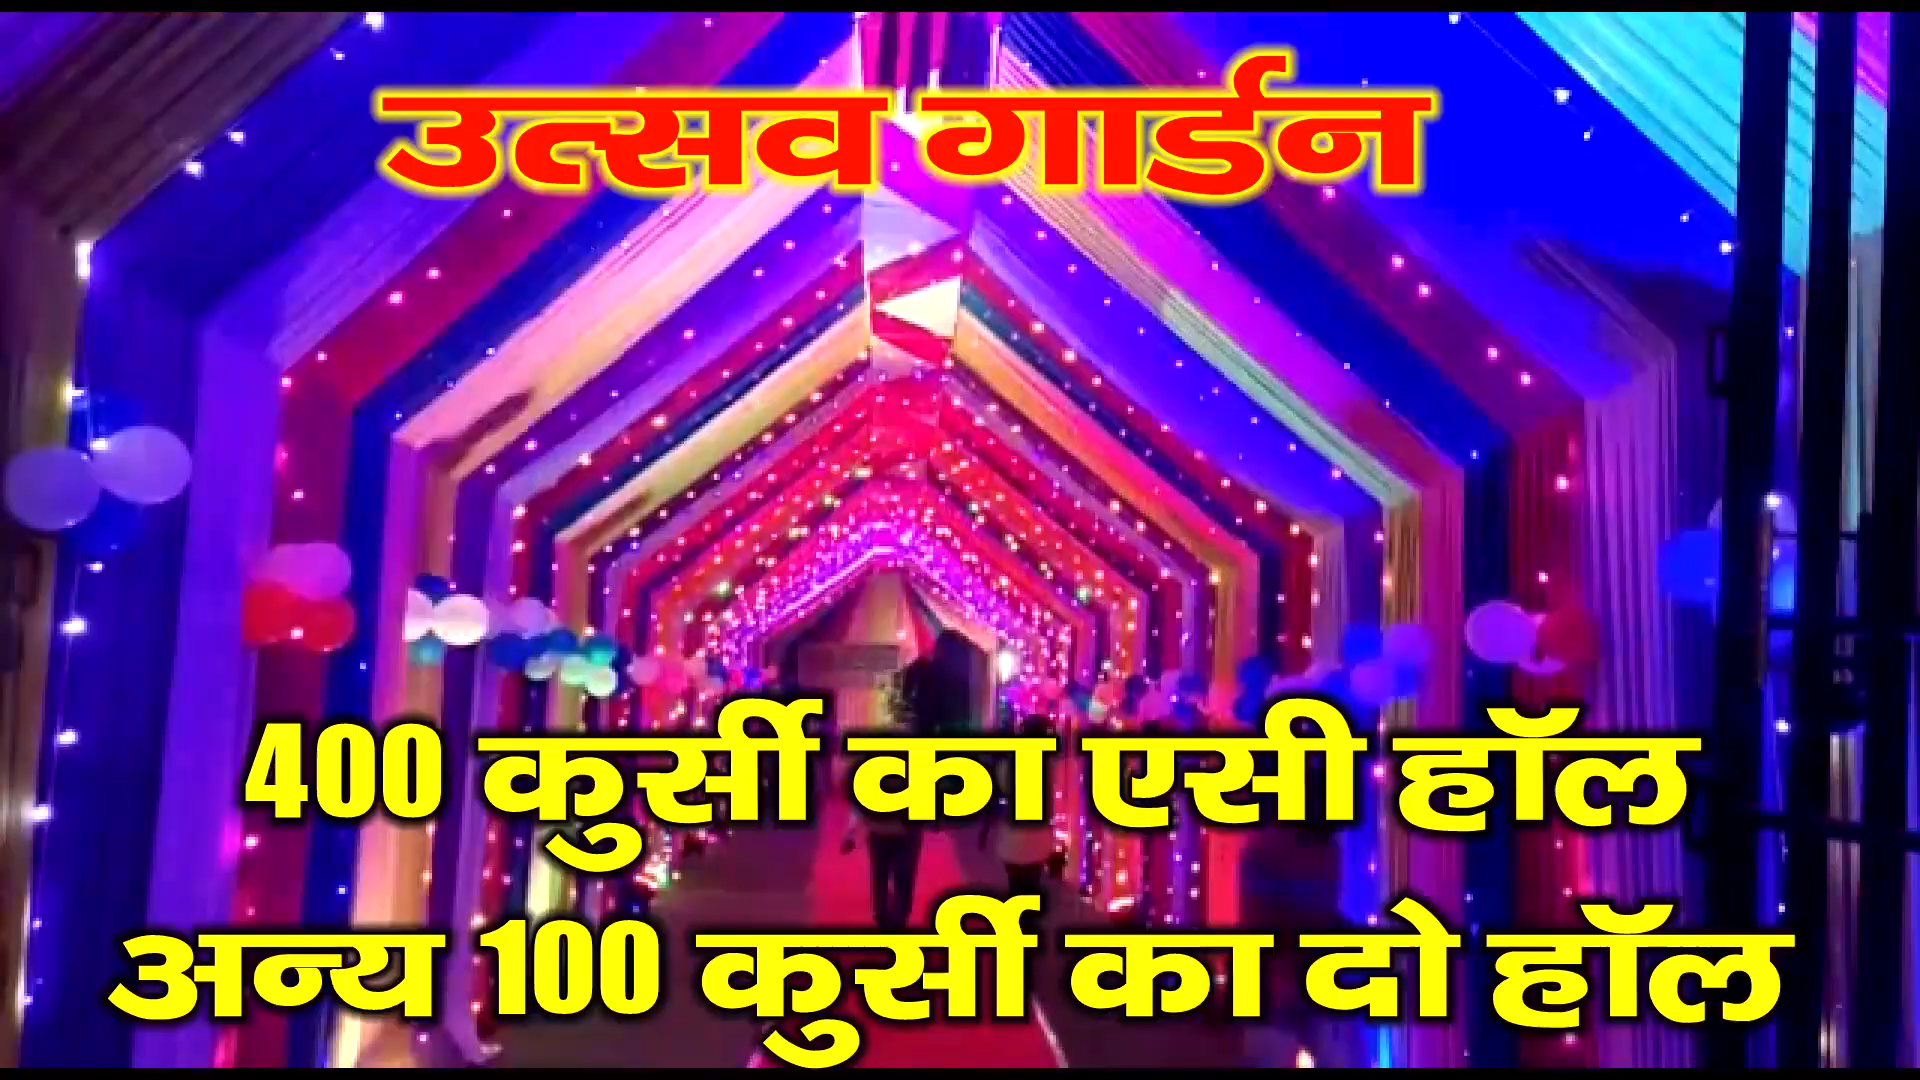 उत्सव गार्डन
400 कुर्सी का एसी हॉल
अन्य 100 कुर्सी का दो हॉल